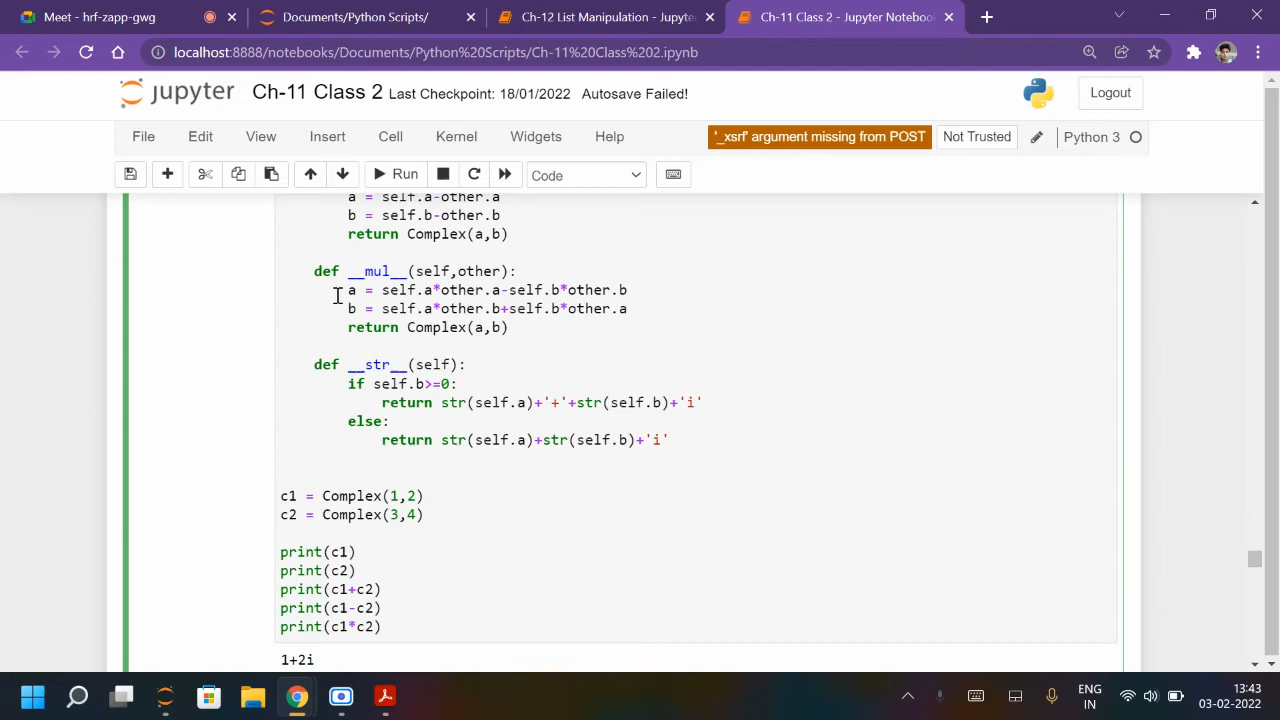 Meet - hrf-zapp-gwg
Documents/Python Scripts/
Ch-12 List Manipulation - Jupyte
Ch-11 Class 2 - Jupyter Notebook
localhost:8888/notebooks/Documents/Python%20Scripts/Ch-11%20Class%202.ipynb
jupyter Ch-11 Class 2 Last Checkpoint: 18/01/2022 Autosave Failed!
Logout
File Edit View Insert Cell Kernel Widgets Help
'_xsrf' argument missing from POST
Not Trusted
Python 3
Run
Code
a = self.a-other.a
b = self.b-other.b
return Complex(a,b)
def __mul__(self,other):
a = self.a*other.a-self.b*other.b
b = self.a*other.b+self.b*other.a
return Complex(a,b)
def __str__(self):
if self.b>=0:
return str(self.a)+'+'+str(self.b)+'i'
else:
return str(self.a)+str(self.b)+'i'
c1 = Complex(1,2)
c2 = Complex(3,4)
print(c1)
print(c2)
print(c1+c2)
print(c1-c2)
print(c1*c2)
1+2i
ENG
IN
13:43
03-02-2022